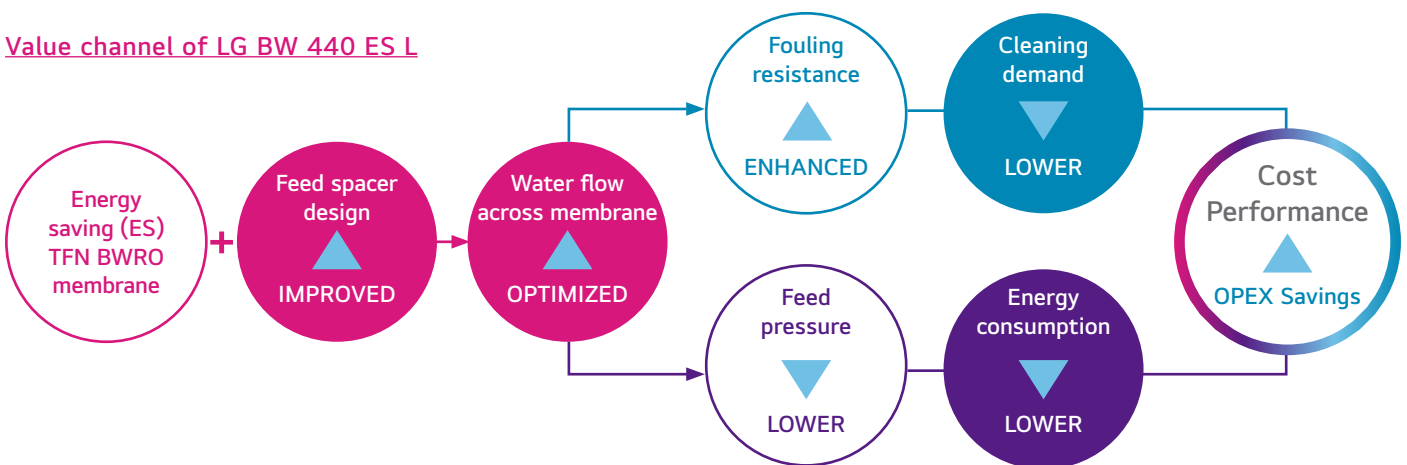 Value channel of LG BW 440 ES L
Energy
saving (ES)
TFN BWRO
membrane
+
Feed spacer
design
IMPROVED
Water flow
across membrane
OPTIMIZED
Fouling
resistance
ENHANCED
Cleaning
demand
LOWER
Feed
pressure
LOWER
Energy
consumption
LOWER
Cost
Performance
OPEX Savings